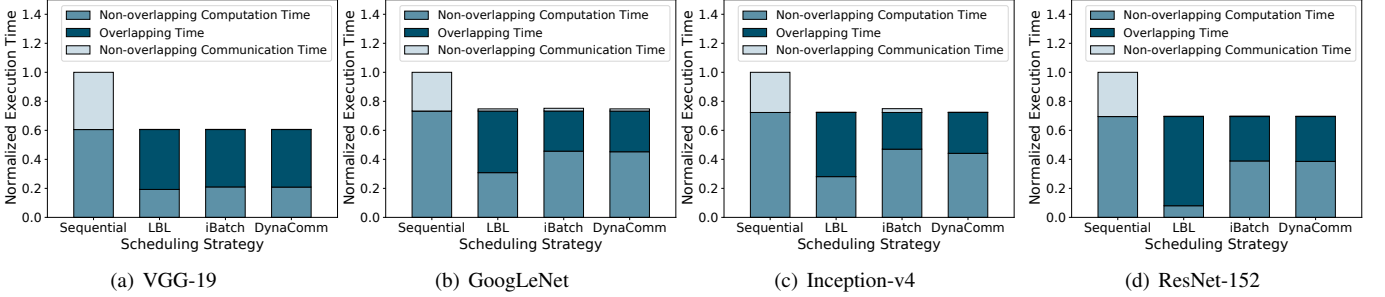 Normalized Execution Time
1.4
1.2
1.0
0.8
0.6
0.4
0.2
0.0
Non-overlapping Computation Time
Overlapping Time
Non-overlapping Communication Time
Sequential LBL iBatch DynaComm
Scheduling Strategy
(a) VGG-19
Normalized Execution Time
1.4
1.2
1.0
0.8
0.6
0.4
0.2
0.0
Non-overlapping Computation Time
Overlapping Time
Non-overlapping Communication Time
Sequential LBL iBatch DynaComm
Scheduling Strategy
(b) GoogLeNet
Normalized Execution Time
1.4
1.2
1.0
0.8
0.6
0.4
0.2
0.0
Non-overlapping Computation Time
Overlapping Time
Non-overlapping Communication Time
Sequential LBL iBatch DynaComm
Scheduling Strategy
(c) Inception-v4
Normalized Execution Time
1.4
1.2
1.0
0.8
0.6
0.4
0.2
0.0
Non-overlapping Computation Time
Overlapping Time
Non-overlapping Communication Time
Sequential LBL iBatch DynaComm
Scheduling Strategy
(d) ResNet-152